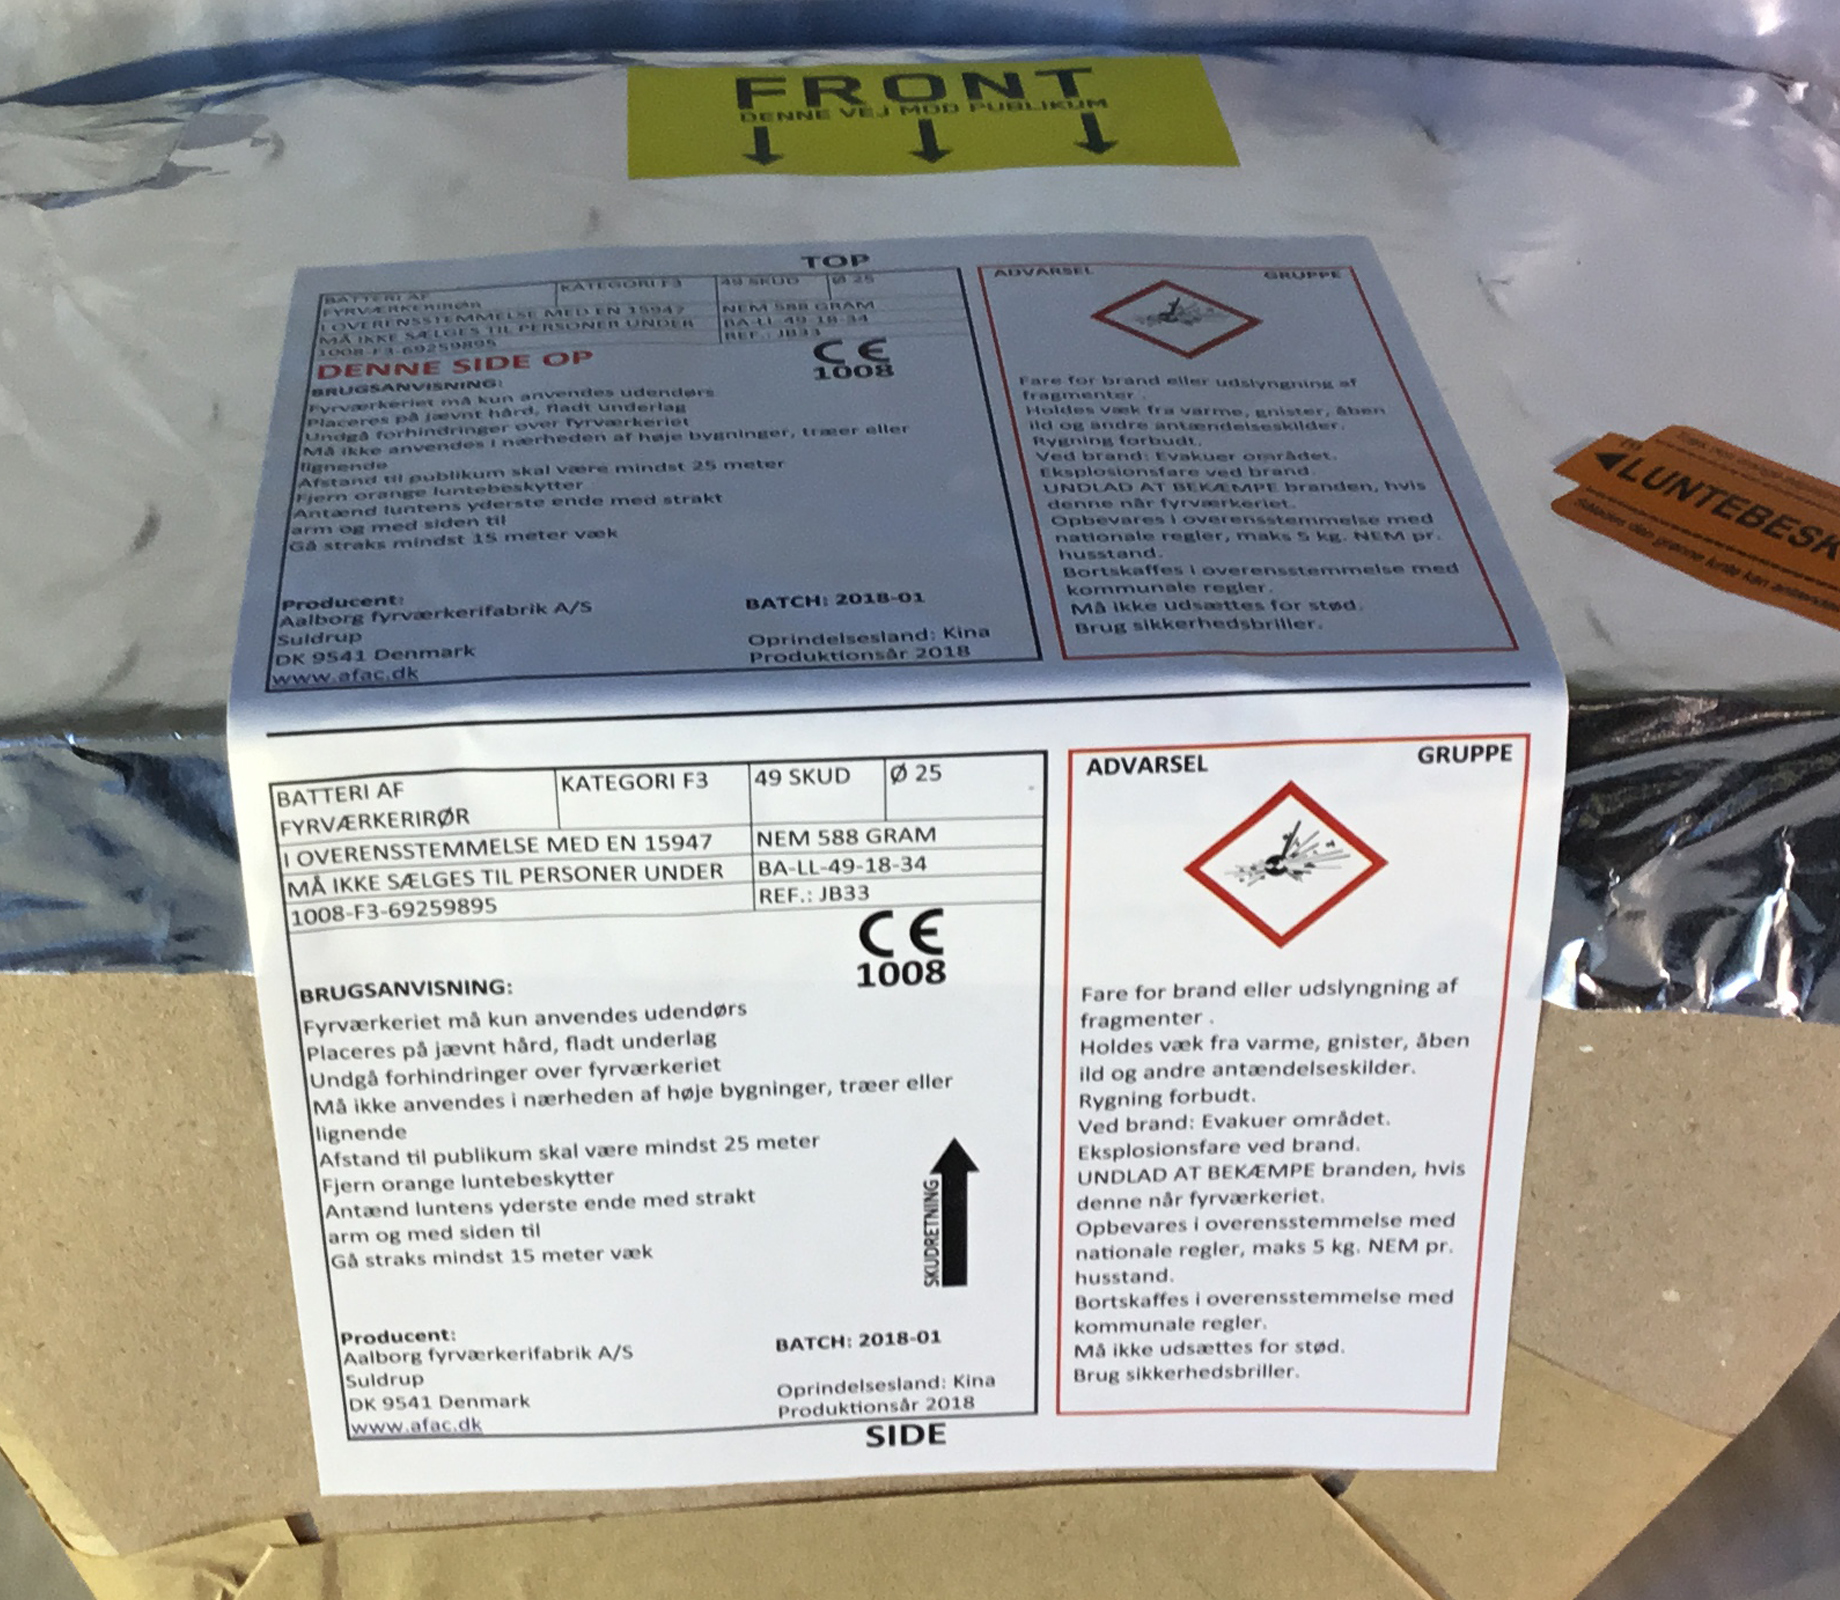 FRONT
DENNE VEJ MOD PUBLIKUM
TOP
BATTERI AF
FYRVÆRKERIRØR
KATEGORI F3
49 SKUD
Ø 25
I OVERENSSTEMMELSE MED EN 15947
NEM 588 GRAM
MÅ IKKE SÆLGES TIL PERSONER UNDER
BA-LL-49-18-34
1008-F3-69259895
REF.: JB33
DENNE SIDE OP
CE
1008
BRUGSANVISNING:
Fyrværkeriet må kun anvendes udendørs
Placeres på jævnt hård, fladt underlag
Undgå forhindringer over fyrværkeriet
Må ikke anvendes i nærheden af høje bygninger, træer eller
lignende
Afstand til publikum skal være mindst 25 meter
Fjern orange luntebeskytter
Antænd luntens yderste ende med strakt
arm og med siden til
Gå straks mindst 15 meter væk
Producent:
Aalborg fyrværkerifabrik A/S
Suldrup
DK 9541 Denmark
www.afac.dk
BATCH: 2018-01
Oprindelsesland: Kina
Produktionsår 2018
ADVARSEL
GRUPPE
Fare for brand eller udslyngning af
fragmenter .
Holdes væk fra varme, gnister, åben
ild og andre antændelseskilder.
Rygning forbudt.
Ved brand: Evakuer området.
Eksplosionsfare ved brand.
UNDLAD AT BEKÆMPE branden, hvis
denne når fyrværkeriet.
Opbevares i overensstemmelse med
nationale regler, maks 5 kg. NEM pr.
husstand.
Bortskaffes i overensstemmelse med
kommunale regler.
Må ikke udsættes for stød.
Brug sikkerhedsbriller.
LUNTEBESK
Således den grønne lunte kan antændes
BATTERI AF
FYRVÆRKERIRØR
KATEGORI F3
49 SKUD
Ø 25
I OVERENSSTEMMELSE MED EN 15947
NEM 588 GRAM
MÅ IKKE SÆLGES TIL PERSONER UNDER
BA-LL-49-18-34
1008-F3-69259895
REF.: JB33
CE
1008
BRUGSANVISNING:
Fyrværkeriet må kun anvendes udendørs
Placeres på jævnt hård, fladt underlag
Undgå forhindringer over fyrværkeriet
Må ikke anvendes i nærheden af høje bygninger, træer eller
lignende
Afstand til publikum skal være mindst 25 meter
Fjern orange luntebeskytter
Antænd luntens yderste ende med strakt
arm og med siden til
Gå straks mindst 15 meter væk
SKUDRETNING
Producent:
Aalborg fyrværkerifabrik A/S
Suldrup
DK 9541 Denmark
www.afac.dk
BATCH: 2018-01
Oprindelsesland: Kina
Produktionsår 2018
SIDE
ADVARSEL
GRUPPE
Fare for brand eller udslyngning af
fragmenter .
Holdes væk fra varme, gnister, åben
ild og andre antændelseskilder.
Rygning forbudt.
Ved brand: Evakuer området.
Eksplosionsfare ved brand.
UNDLAD AT BEKÆMPE branden, hvis
denne når fyrværkeriet.
Opbevares i overensstemmelse med
nationale regler, maks 5 kg. NEM pr.
husstand.
Bortskaffes i overensstemmelse med
kommunale regler.
Må ikke udsættes for stød.
Brug sikkerhedsbriller.